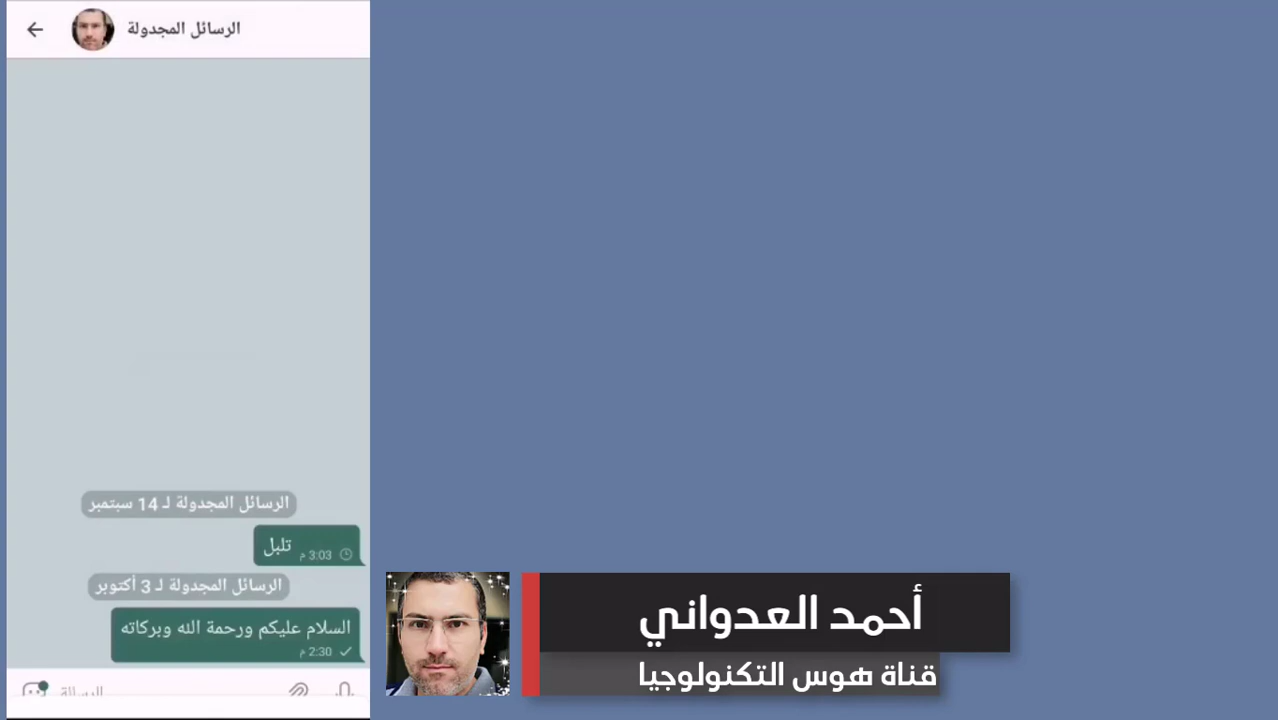 الرسائل المجدولة
الرسائل المجدولة لـ 14 سبتمبر
تلبل
3:03 م
الرسائل المجدولة لـ 3 أكتوبر
السلام عليكم ورحمة الله وبركاته
2:30 م
الرسالة
أحمد العدواني
قناة هوس التكنولوجيا